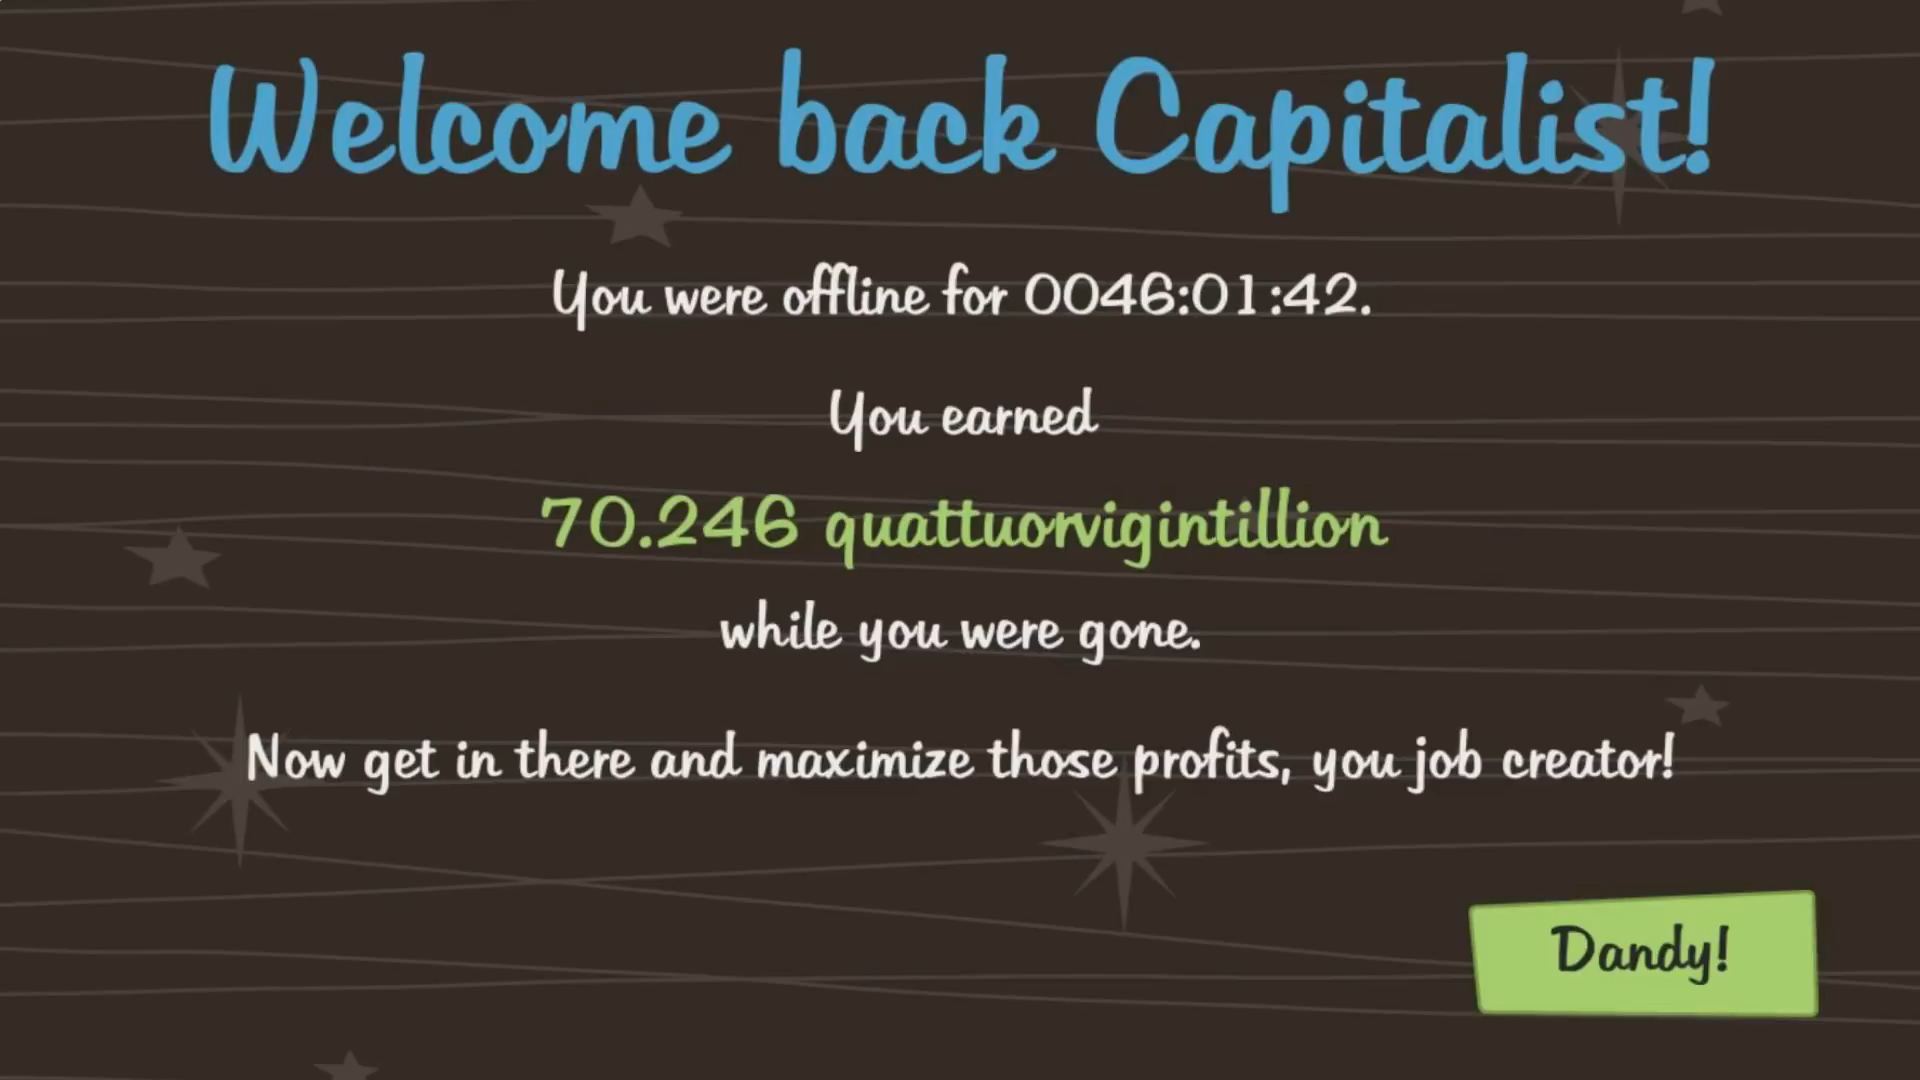 Welcome back Capitalist!
You were offline for 0046:01:42.
You earned
70.246 quattuorvigintillion
while you were gone.
Now get in there and maximize those profits, you job creator!
Dandy!